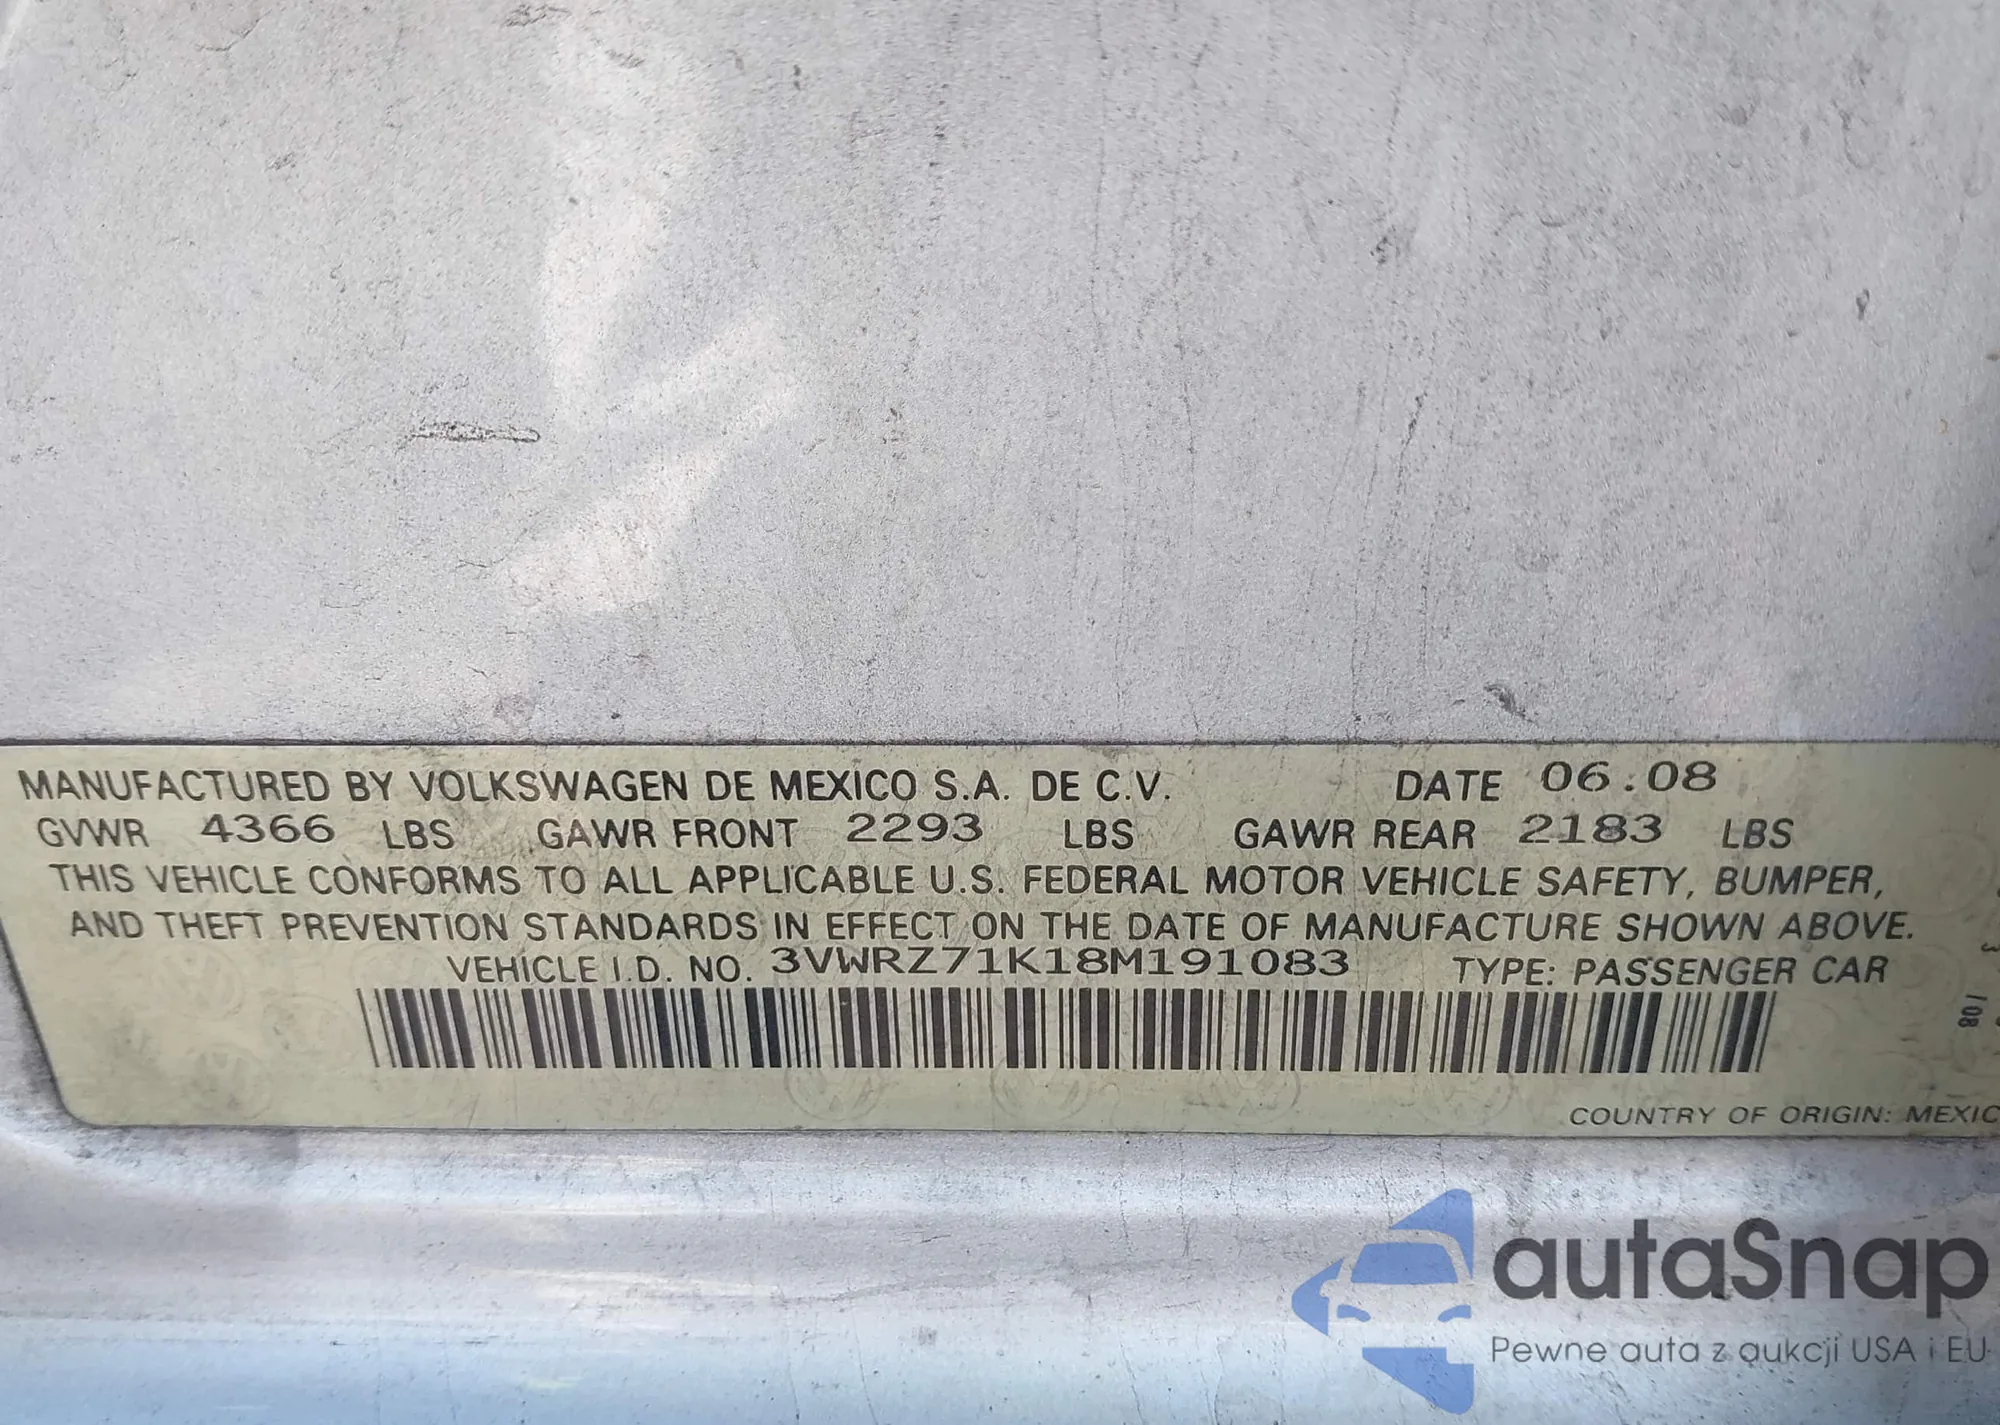 MANUFACTURED BY VOLKSWAGEN DE MEXICO S.A. DE C.V. DATE 06.08
GVWR 4366 LBS GAWR FRONT 2293 LBS GAWR REAR 2183 LBS
THIS VEHICLE CONFORMS TO ALL APPLICABLE U.S. FEDERAL MOTOR VEHICLE SAFETY, BUMPER,
AND THEFT PREVENTION STANDARDS IN EFFECT ON THE DATE OF MANUFACTURE SHOWN ABOVE.
VEHICLE I.D. NO. 3VWRZ71K18M191083 TYPE: PASSENGER CAR
/08
COUNTRY OF ORIGIN: MEXIC
autaSnap
Pewne auta z aukcji USA i EU